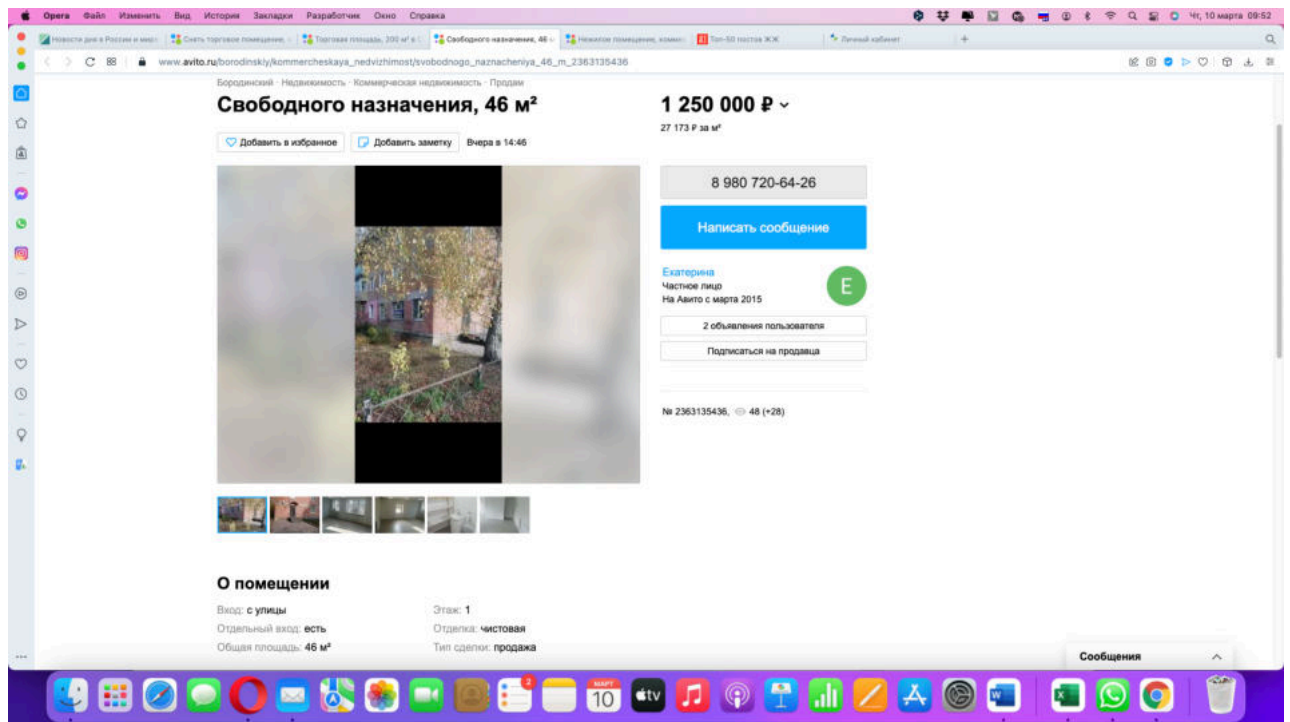 Opera Файл Изменить Вид История Закладки Разработчик Окно Справка
Чт, 10 марта 09:52
Новости дня в России и мире
Снять торговое помещение,
Торговая площадь, 200 м² в С
Свободного назначения, 46 м
Нежилое помещение, комме
Топ-50 постов ЖЖ
Личный кабинет
www.avito.ru/borodinskiy/kommercheskaya_nedvizhimost/svobodnogo_naznacheniya_46_m_2363135436
Бородинский · Недвижимость · Коммерческая недвижимость · Продам
Свободного назначения, 46 м²
1 250 000 ₽
27 173 ₽ за м²
Добавить в избранное
Добавить заметку
Вчера в 14:46
8 980 720-64-26
Написать сообщение
Екатерина
Частное лицо
На Авито с марта 2015
Е
2 объявления пользователя
Подписаться на продавца
№ 2363135436, 48 (+28)
О помещении
Вход: с улицы
Этаж: 1
Отдельный вход: есть
Отделка: чистовая
Общая площадь: 46 м²
Тип сделки: продажа
Сообщения
2
МАРТ
10
tv